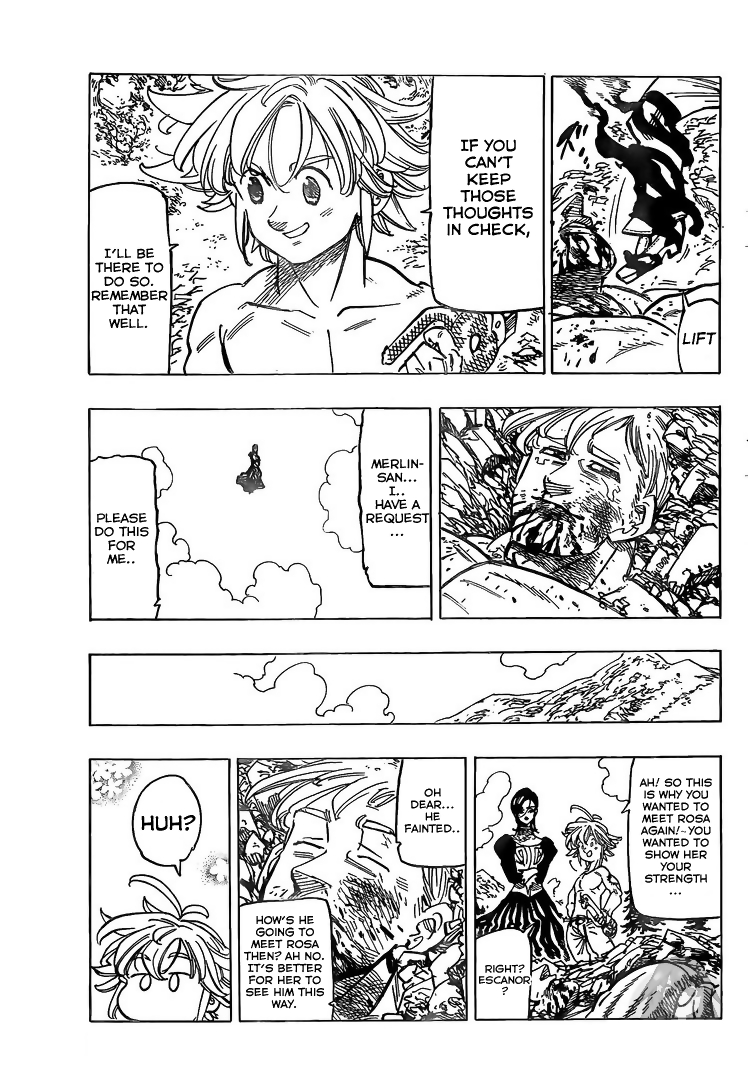 LIFT
IF YOU
CAN'T
KEEP
THOSE
THOUGHTS
IN CHECK,
I'LL BE
THERE TO
DO SO.
REMEMBER
THAT
WELL.
MERLIN-
SAN...
I..
HAVE A
REQUEST
...
PLEASE
DO THIS
FOR
ME..
AH! SO THIS
IS WHY YOU
WANTED TO
MEET ROSA
AGAIN!~YOU
WANTED TO
SHOW HER
YOUR
STRENGTH
...
RIGHT?
ESCANOR
?
OH
DEAR...
HE
FAINTED..
HOW'S HE
GOING TO
MEET ROSA
THEN? AH NO.
IT'S BETTER
FOR HER TO
SEE HIM THIS
WAY.
HUH?